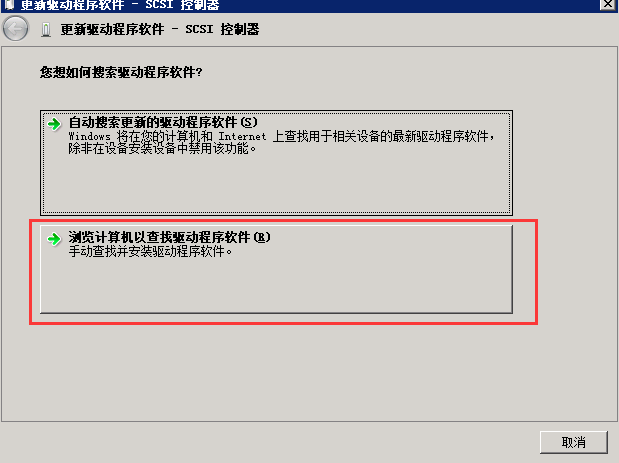 更新驱动程序软件 - SCSI 控制器
更新驱动程序软件 - SCSI 控制器
您想如何搜索驱动程序软件?
自动搜索更新的驱动程序软件(S)
Windows 将在您的计算机和 Internet 上查找用于相关设备的最新驱动程序软件,
除非在设备安装设备中禁用该功能。
浏览计算机以查找驱动程序软件(R)
手动查找并安装驱动程序软件。
取消